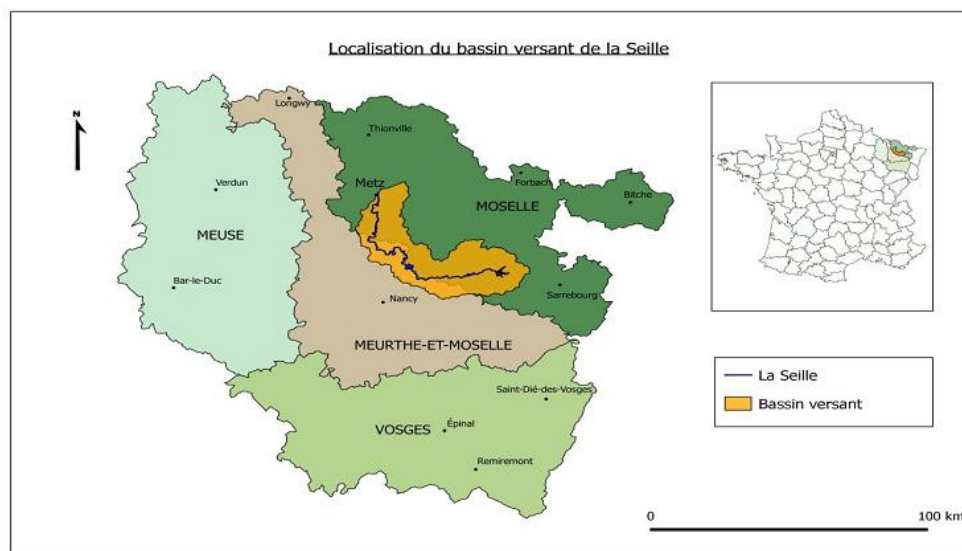 Localisation du bassin versant de la Seille
N
Longwy
Thionville
Forbach
Metz
Verdun
Bitche
MOSELLE
MEUSE
Bar-le-Duc
Sarrebourg
Nancy
MEURTHE-ET-MOSELLE
La Seille
Saint-Dié-des-Vosges
Bassin versant
VOSGES
Épinal
Remiremont
0
100 km